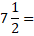 7 1/2 =